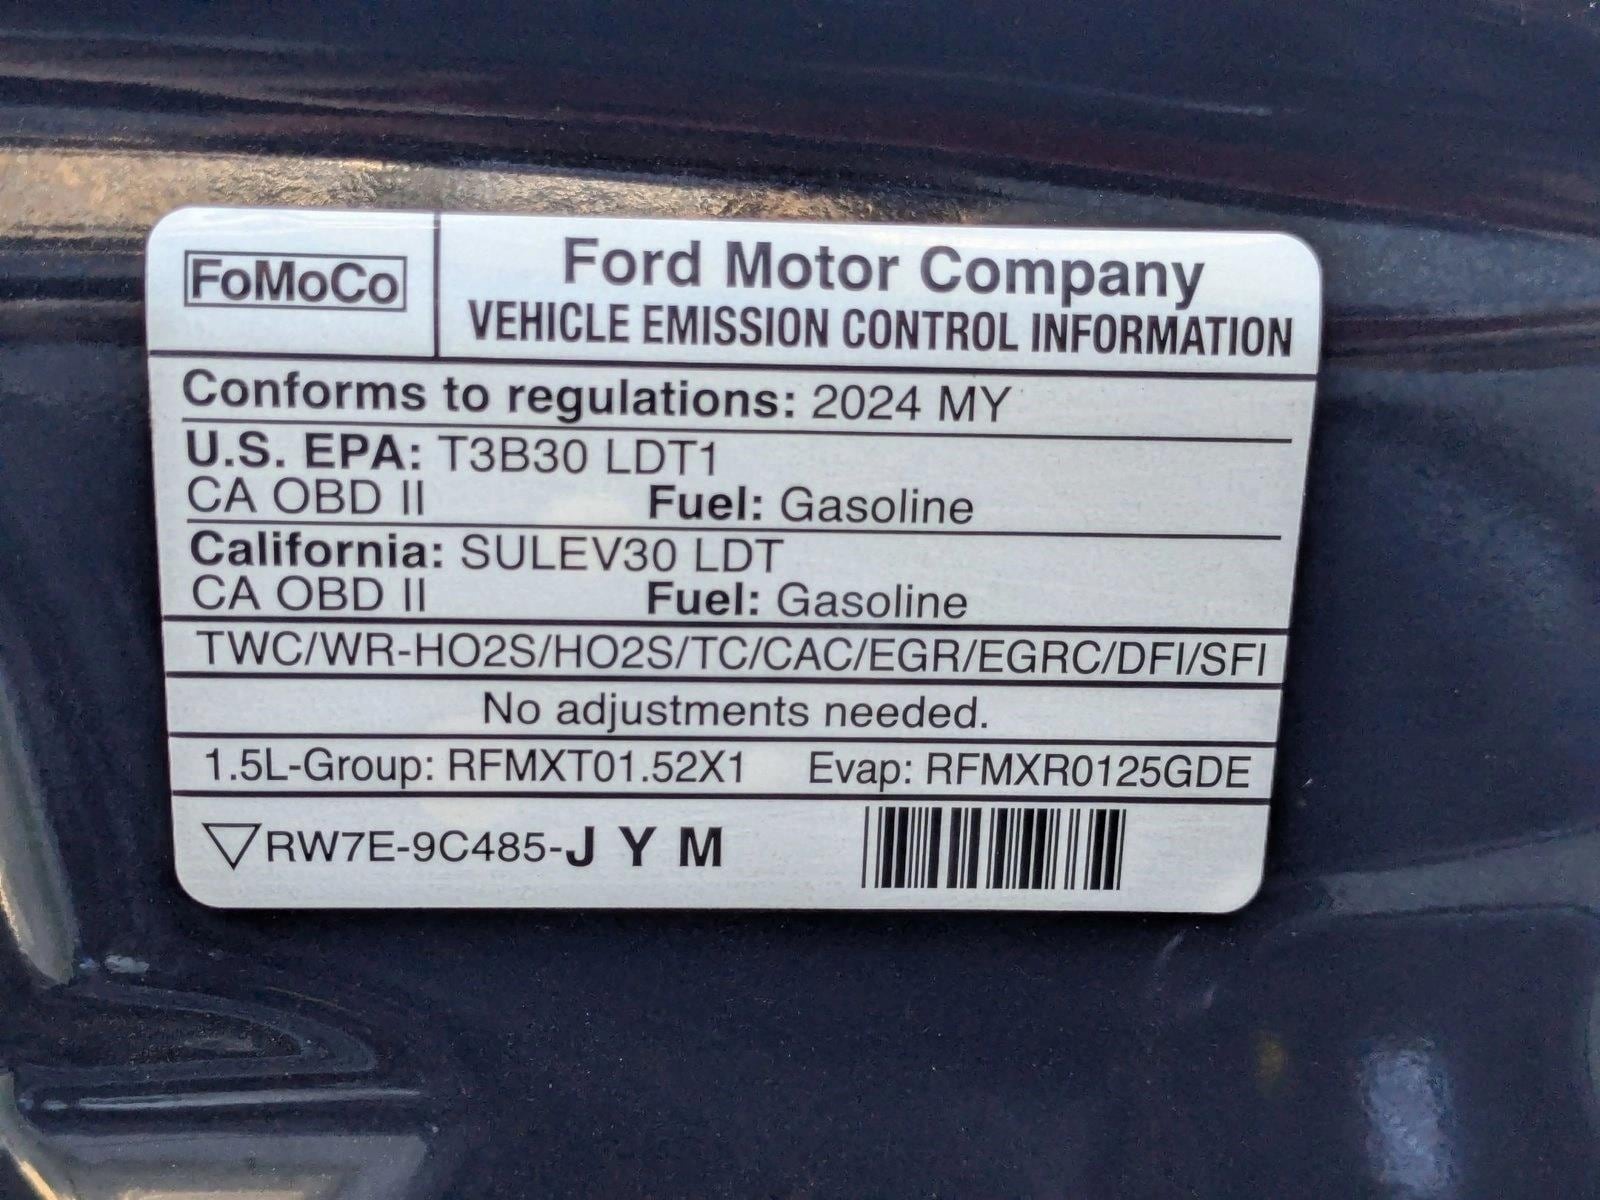 FoMoCo
Ford Motor Company
VEHICLE EMISSION CONTROL INFORMATION
Conforms to regulations: 2024 MY
U.S. EPA: T3B30 LDT1
CA OBD II Fuel: Gasoline
California: SULEV30 LDT
CA OBD II Fuel: Gasoline
TWC/WR-HO2S/HO2S/TC/CAC/EGR/EGRC/DFI/SFI
No adjustments needed.
1.5L-Group: RFMXT01.52X1 Evap: RFMXR0125GDE
RW7E-9C485-J Y M